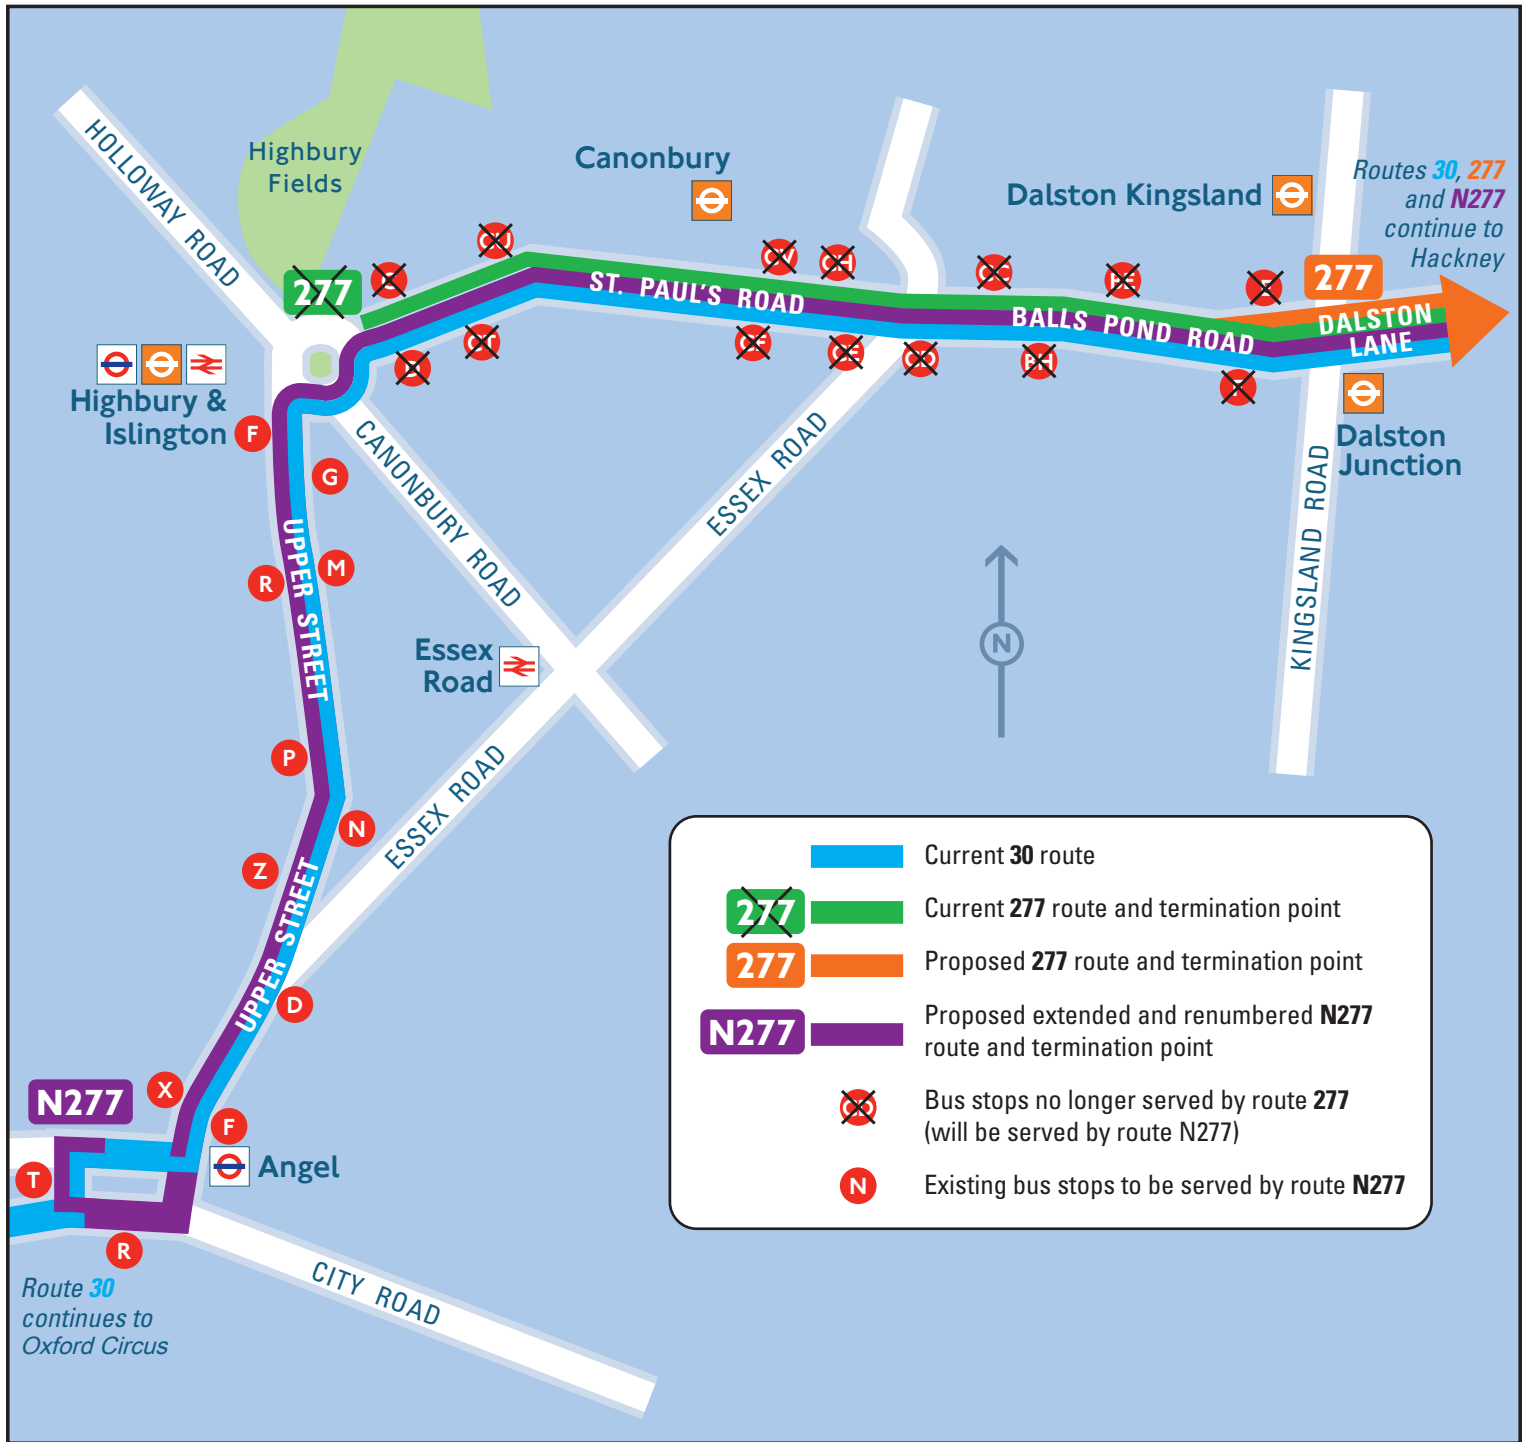 HOLLOWAY ROAD
Highbury
Fields
Canonbury
Dalston Kingsland
Routes 30, 277
and N277
continue to
Hackney
277
277
ST. PAUL'S ROAD
BALLS POND ROAD
DALSTON
LANE
Highbury &
Islington
F
G
R
M
P
N
Z
D
X
F
T
R
CANONBURY ROAD
ESSEX ROAD
KINGSLAND ROAD
Dalston
Junction
UPPER STREET
Essex
Road
N
ESSEX ROAD
UPPER STREET
N277
Angel
CITY ROAD
Route 30
continues to
Oxford Circus
Current 30 route
277
Current 277 route and termination point
277
Proposed 277 route and termination point
N277
Proposed extended and renumbered N277
route and termination point
Bus stops no longer served by route 277
(will be served by route N277)
N
Existing bus stops to be served by route N277